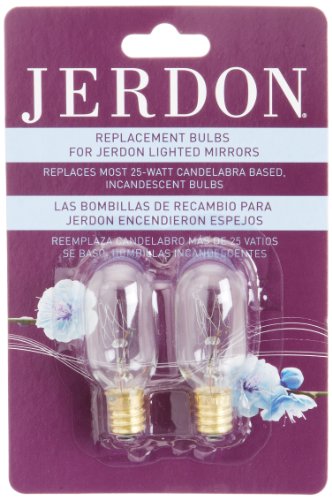 JERDON®
REPLACEMENT BULBS
FOR JERDON LIGHTED MIRRORS
REPLACES MOST 25-WATT CANDELABRA BASED,
INCANDESCENT BULBS
LAS BOMBILLAS DE RECAMBIO PARA
JERDON ENCENDIERON ESPEJOS
REEMPLAZA CANDELABRO MÁS DE 25 VATIOS
SE BASÓ, BOMBILLAS INCANDECENTES